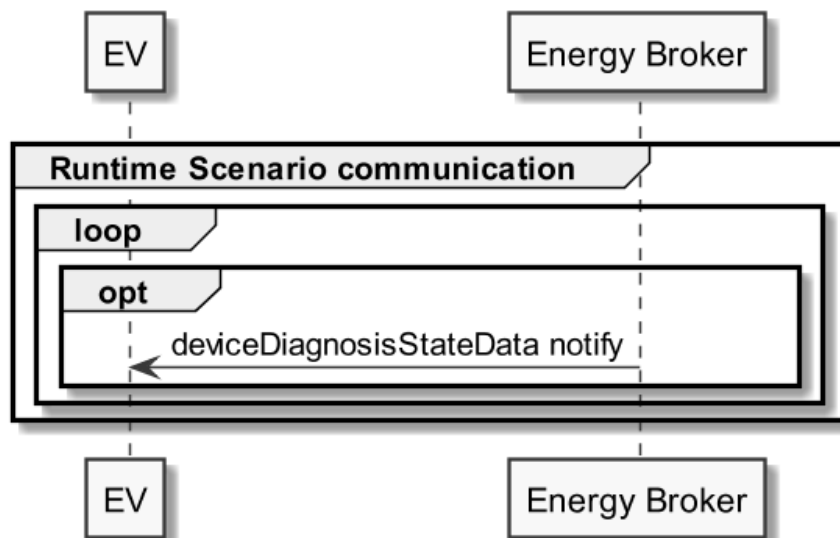 EV
Energy Broker
Runtime Scenario communication
loop
opt
deviceDiagnosisStateData notify
EV
Energy Broker